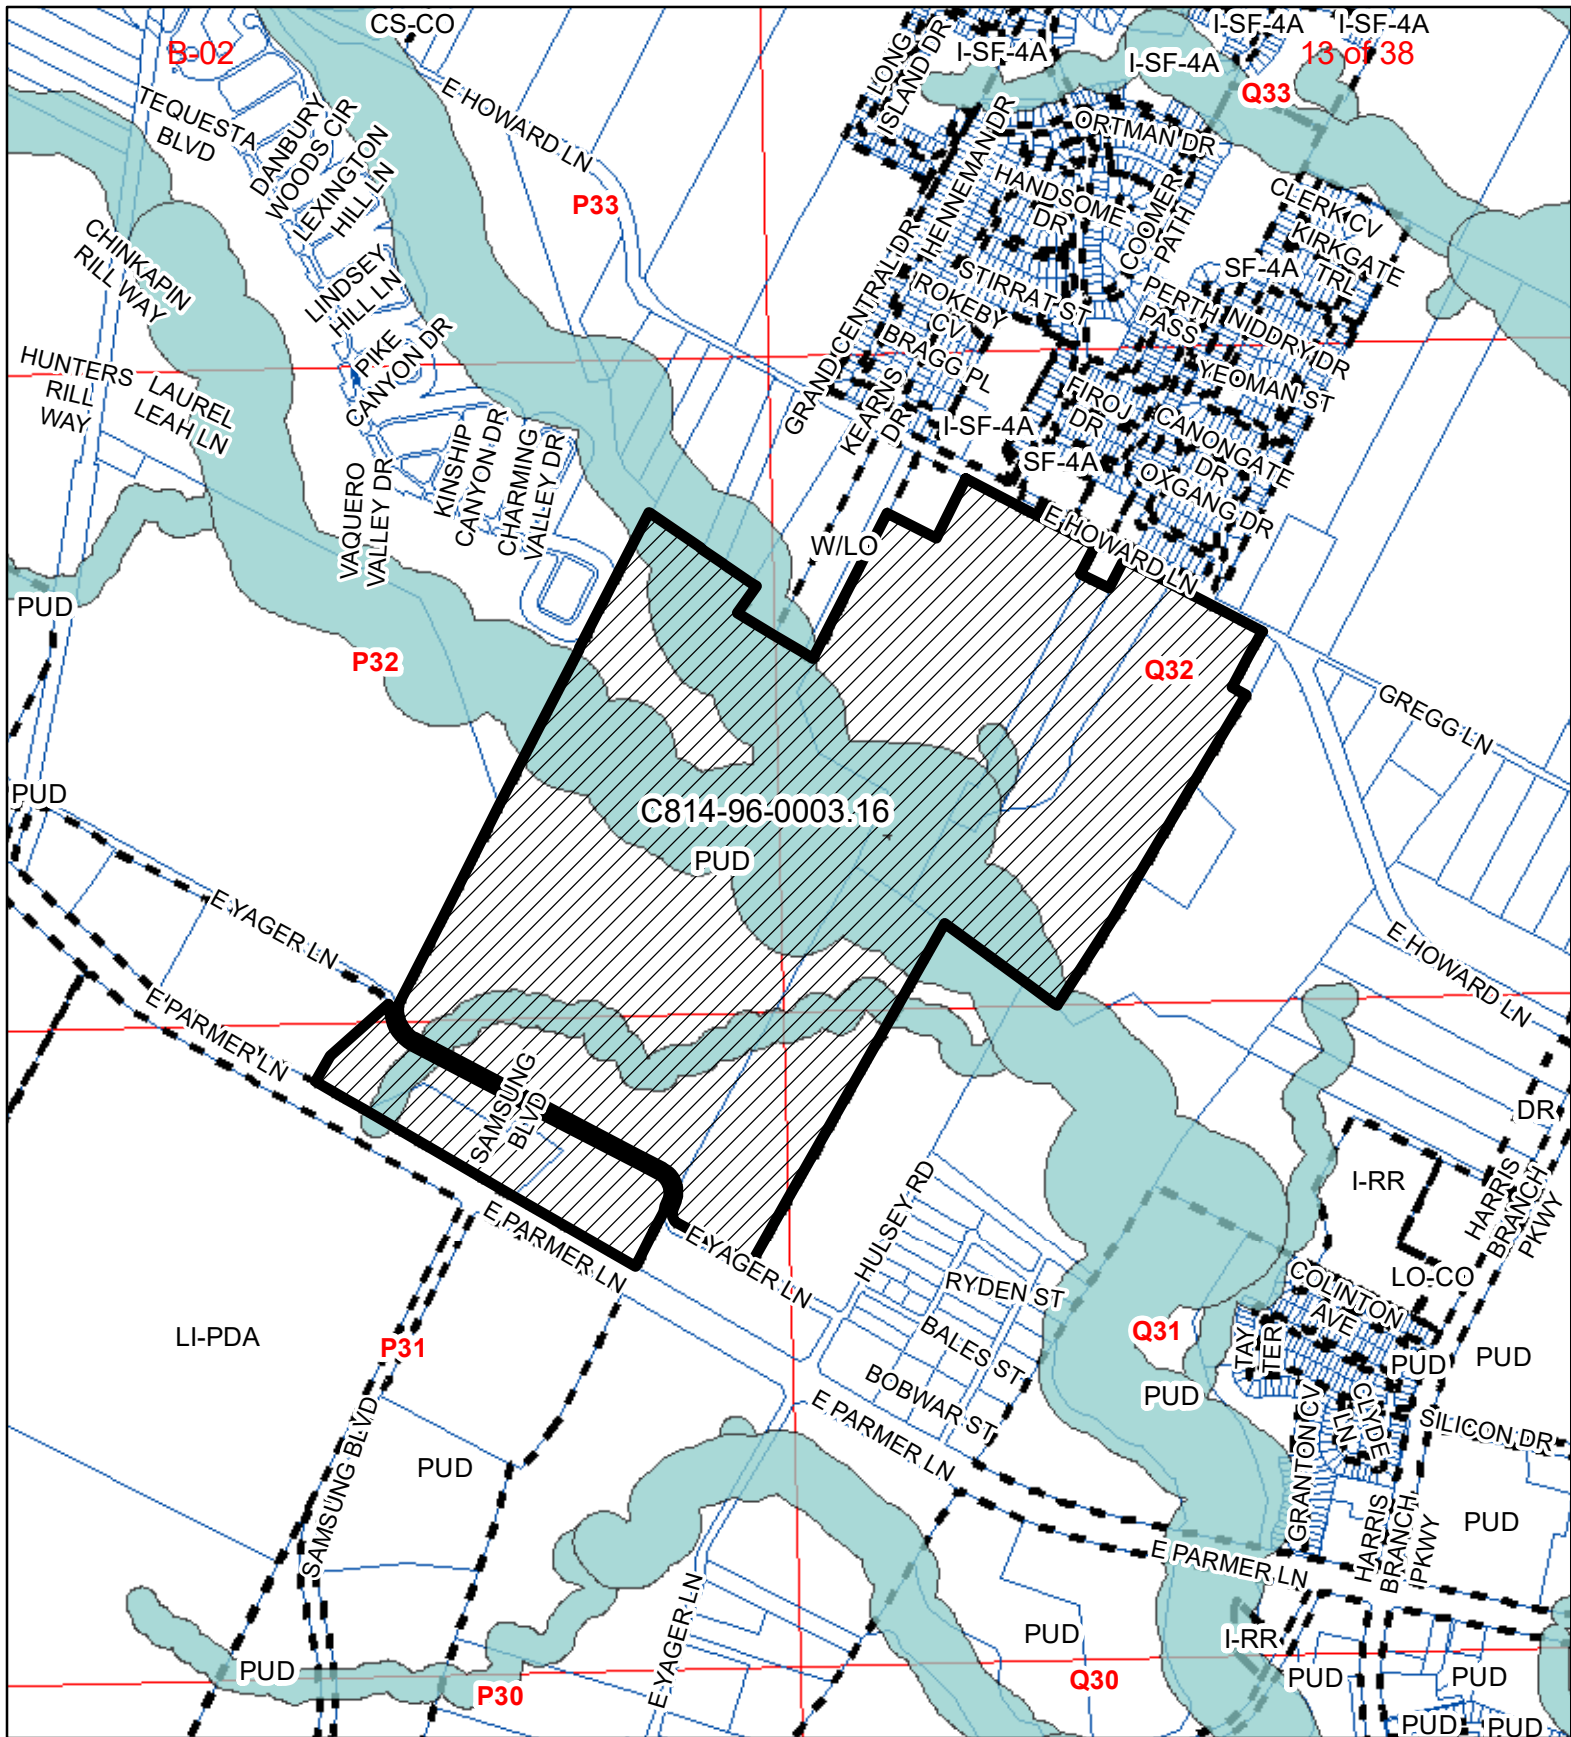 CS-CO
I-SF-4A
I-SF-4A
B-02
13 of 38
I-SF-4A
I-SF-4A
LONG
ISLAND DR
Q33
E HOWARD LN
TEQUESTA
BLVD
DANBURY
WOODS CIR
LEXINGTON
HILL LN
ORTMAN DR
HENNEMAN DR
HANDSOME
DR
COOMER
PATH
CLERK CV
KIRKGATE
TRL
P33
CHINKAPIN
RILL WAY
LINDSEY
HILL LN
GRAND CENTRAL DR
STIRRAT ST
SF-4A
ROKEBY
CV
PERTH
PASS
NIDDRY DR
PIKE
CANYON DR
BRAGG PL
YEOMAN ST
HUNTERS
RILL
WAY
LAUREL
LEAH LN
KEARNS
DR
FIROJ
DR
CANONGATE
DR
I-SF-4A
SF-4A
OXGANG DR
VAQUERO
VALLEY DR
KINSHIP
CANYON DR
CHARMING
VALLEY DR
W/LO
E HOWARD LN
PUD
P32
Q32
GREGG LN
PUD
C814-96-0003.16
PUD
E YAGER LN
E HOWARD LN
E PARMER LN
SAMSUNG
BLVD
DR
I-RR
HARRIS
BRANCH
PKWY
E PARMER LN
E YAGER LN
HULSEY RD
RYDEN ST
LO-CO
COLINTON
AVE
LI-PDA
P31
BALES ST
Q31
TAY
TER
PUD
PUD
BOBWAR ST
PUD
E PARMER LN
GRANTON CV
CLYDE
LN
SILICON DR
SAMSUNG BLVD
PUD
HARRIS
BRANCH
PKWY
PUD
E PARMER LN
E YAGER LN
PUD
I-RR
PUD
P30
Q30
PUD
PUD
PUD
PUD